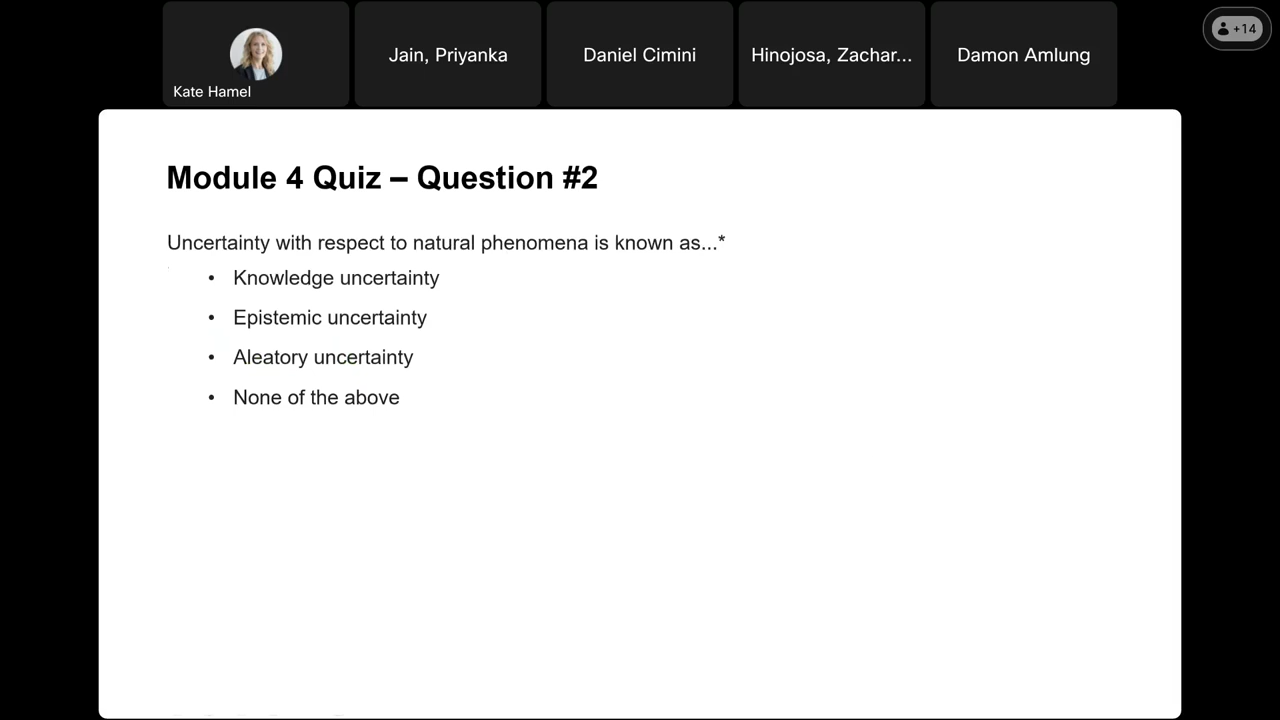 Kate Hamel
Jain, Priyanka
Daniel Cimini
Hinojosa, Zachar...
Damon Amlung
+14
Module 4 Quiz – Question #2
Uncertainty with respect to natural phenomena is known as...*
• Knowledge uncertainty
• Epistemic uncertainty
• Aleatory uncertainty
• None of the above